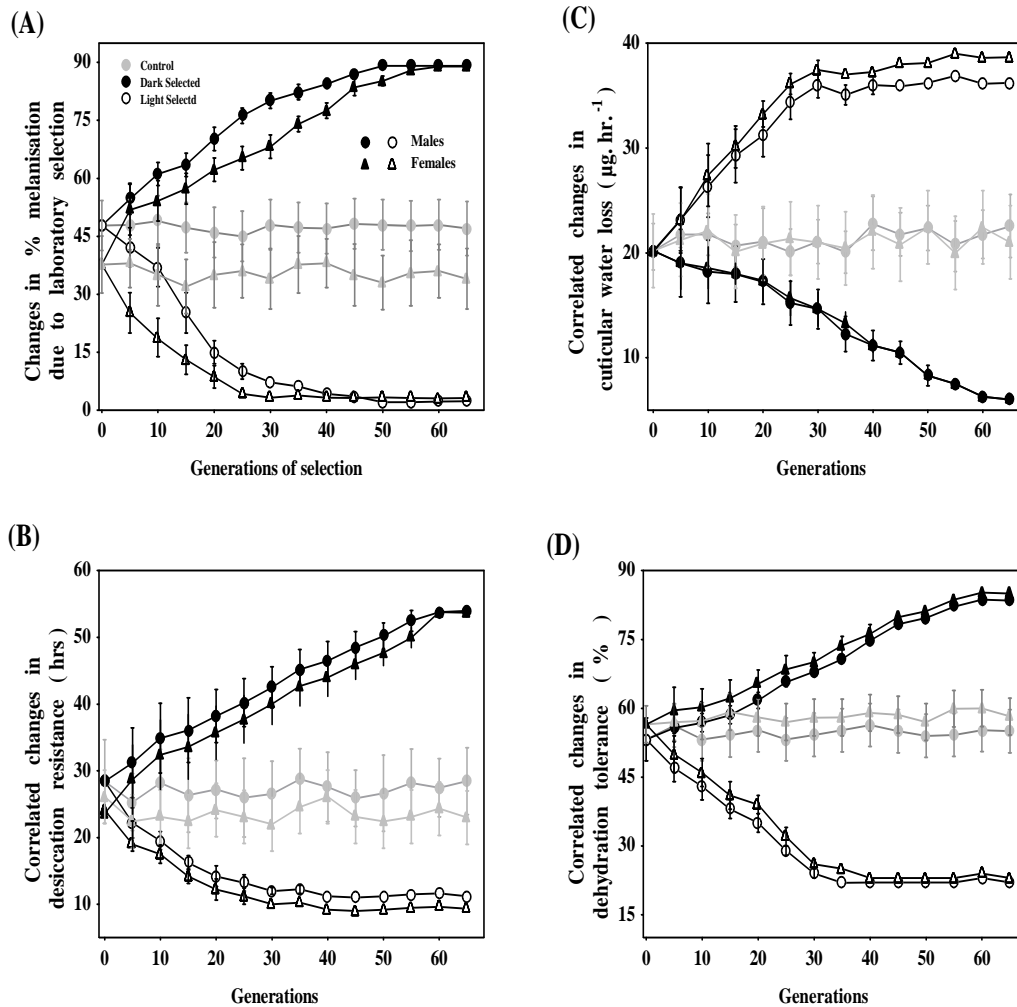 (A)
Changes in % melanisation
due to laboratory selection
90
75
60
45
30
15
0
Control
Dark Selected
Light Selectd
Males
Females
0 10 20 30 40 50 60
Generations of selection
(B)
Correlated changes in
desiccation resistance ( hrs )
60
50
40
30
20
10
0 10 20 30 40 50 60
Generations
(C)
Correlated changes in
cuticular water loss ( µg. hr. -1 )
40
30
20
10
0 10 20 30 40 50 60
Generations
(D)
Correlated changes in
dehydration tolerance ( % )
90
75
60
45
30
15
0 10 20 30 40 50 60
Generations